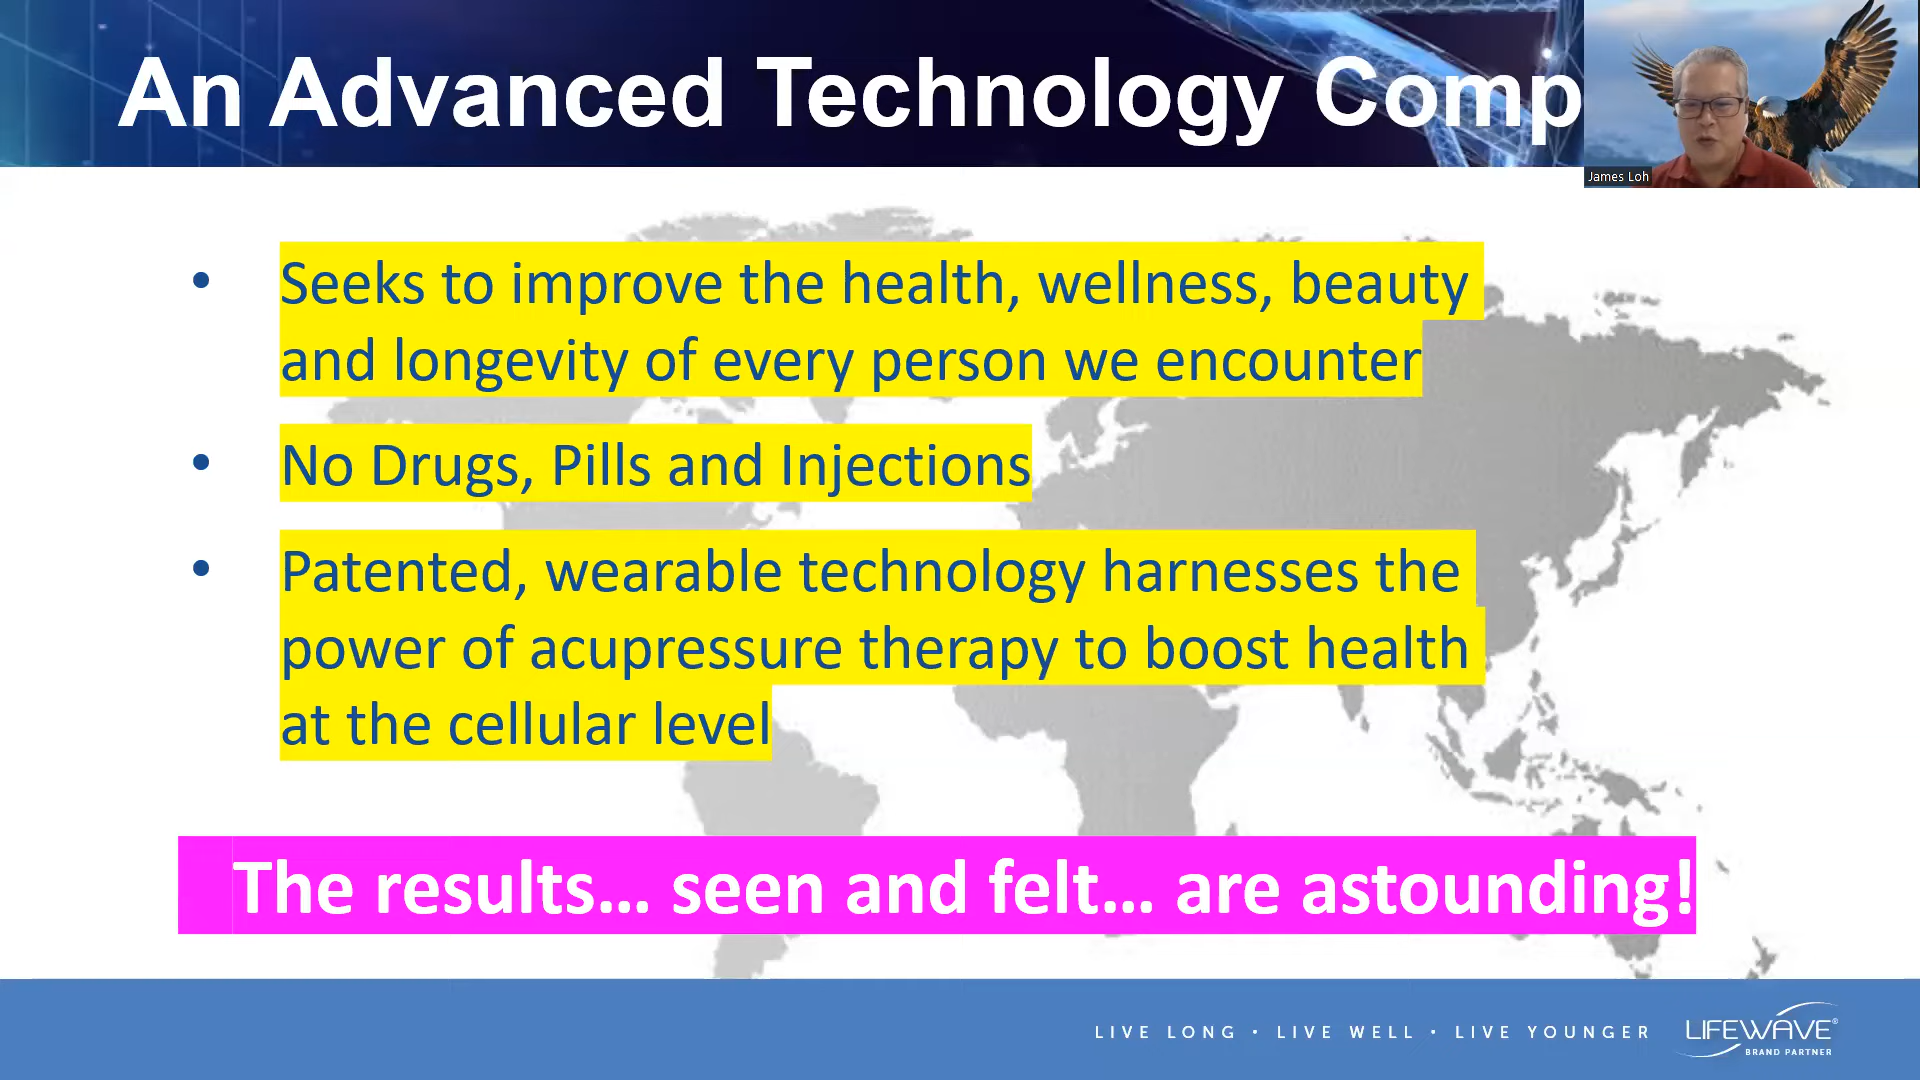 An Advanced Technology Comp
James Loh
• Seeks to improve the health, wellness, beauty
and longevity of every person we encounter
• No Drugs, Pills and Injections
• Patented, wearable technology harnesses the
power of acupressure therapy to boost health
at the cellular level
The results... seen and felt... are astounding!
LIVE LONG • LIVE WELL • LIVE YOUNGER
LIFEWAVE®
BRAND PARTNER